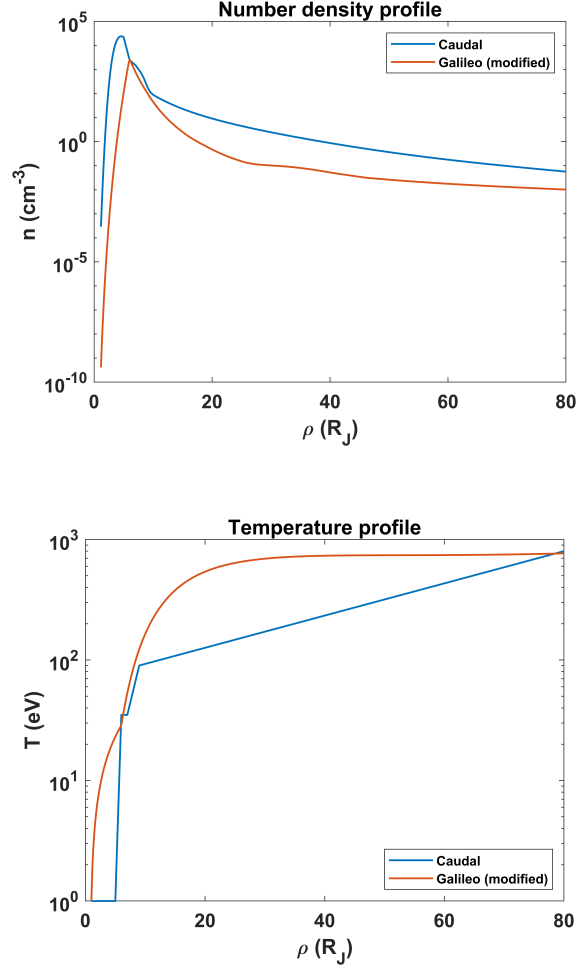 Number density profile
10^5
10^0
10^-5
10^-10
n (cm^-3)
Caudal
Galileo (modified)
0 20 40 60 80
ρ (R_J)
Temperature profile
10^3
10^2
10^1
10^0
T (eV)
Caudal
Galileo (modified)
0 20 40 60 80
ρ (R_J)